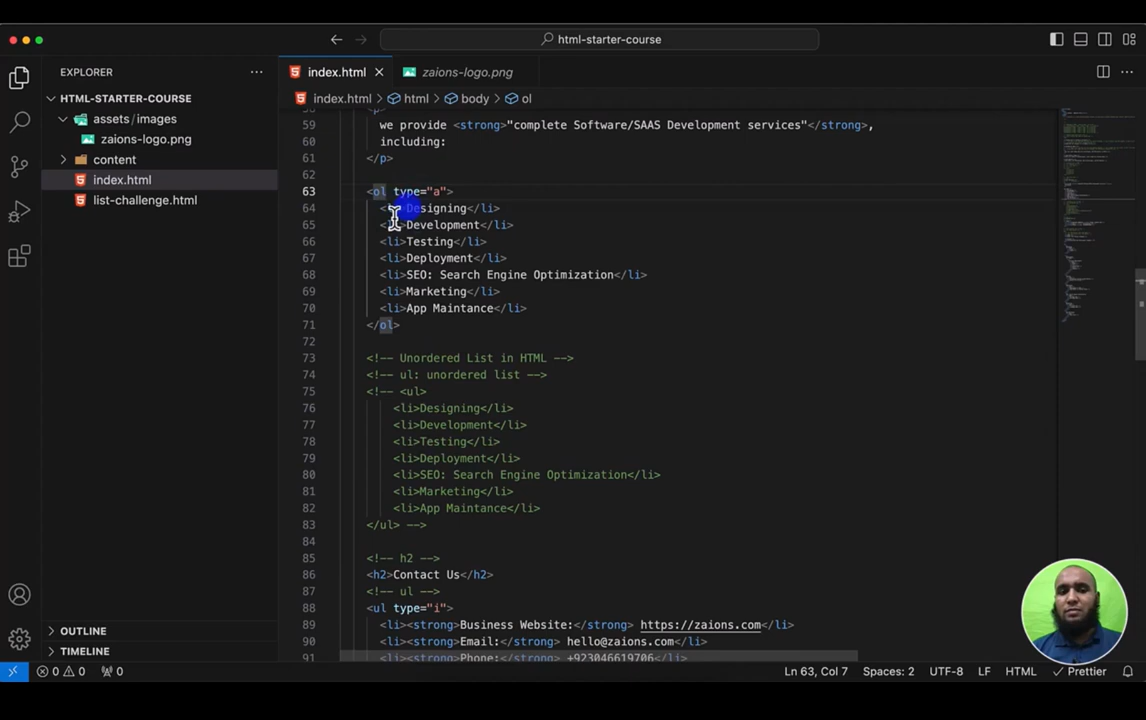 html-starter-course
EXPLORER
index.html
zaions-logo.png
HTML-STARTER-COURSE
index.html > html > body > ol
assets/images
zaions-logo.png
content
index.html
list-challenge.html
59 we provide <strong>"complete Software/SAAS Development services"</strong>,
60 including:
61 </p>
62
63 <ol type="a">
64 Designing</li>
65 Development</li>
66 <li>Testing</li>
67 <li>Deployment</li>
68 <li>SEO: Search Engine Optimization</li>
69 <li>Marketing</li>
70 <li>App Maintance</li>
71 </ol>
72
73 <!-- Unordered List in HTML -->
74 <!-- ul: unordered list -->
75 <!-- <ul>
76 <li>Designing</li>
77 <li>Development</li>
78 <li>Testing</li>
79 <li>Deployment</li>
80 <li>SEO: Search Engine Optimization</li>
81 <li>Marketing</li>
82 <li>App Maintance</li>
83 </ul> -->
84
85 <!-- h2 -->
86 <h2>Contact Us</h2>
87 <!-- ul -->
88 <ul type="i">
89 <li><strong>Business Website:</strong> https://zaions.com</li>
90 <li><strong>Email:</strong> hello@zaions.com</li>
91 <li><strong>Phone:</strong> +923046619706</li>
OUTLINE
TIMELINE
0 0 0
Ln 63, Col 7 Spaces: 2 UTF-8 LF HTML Prettier